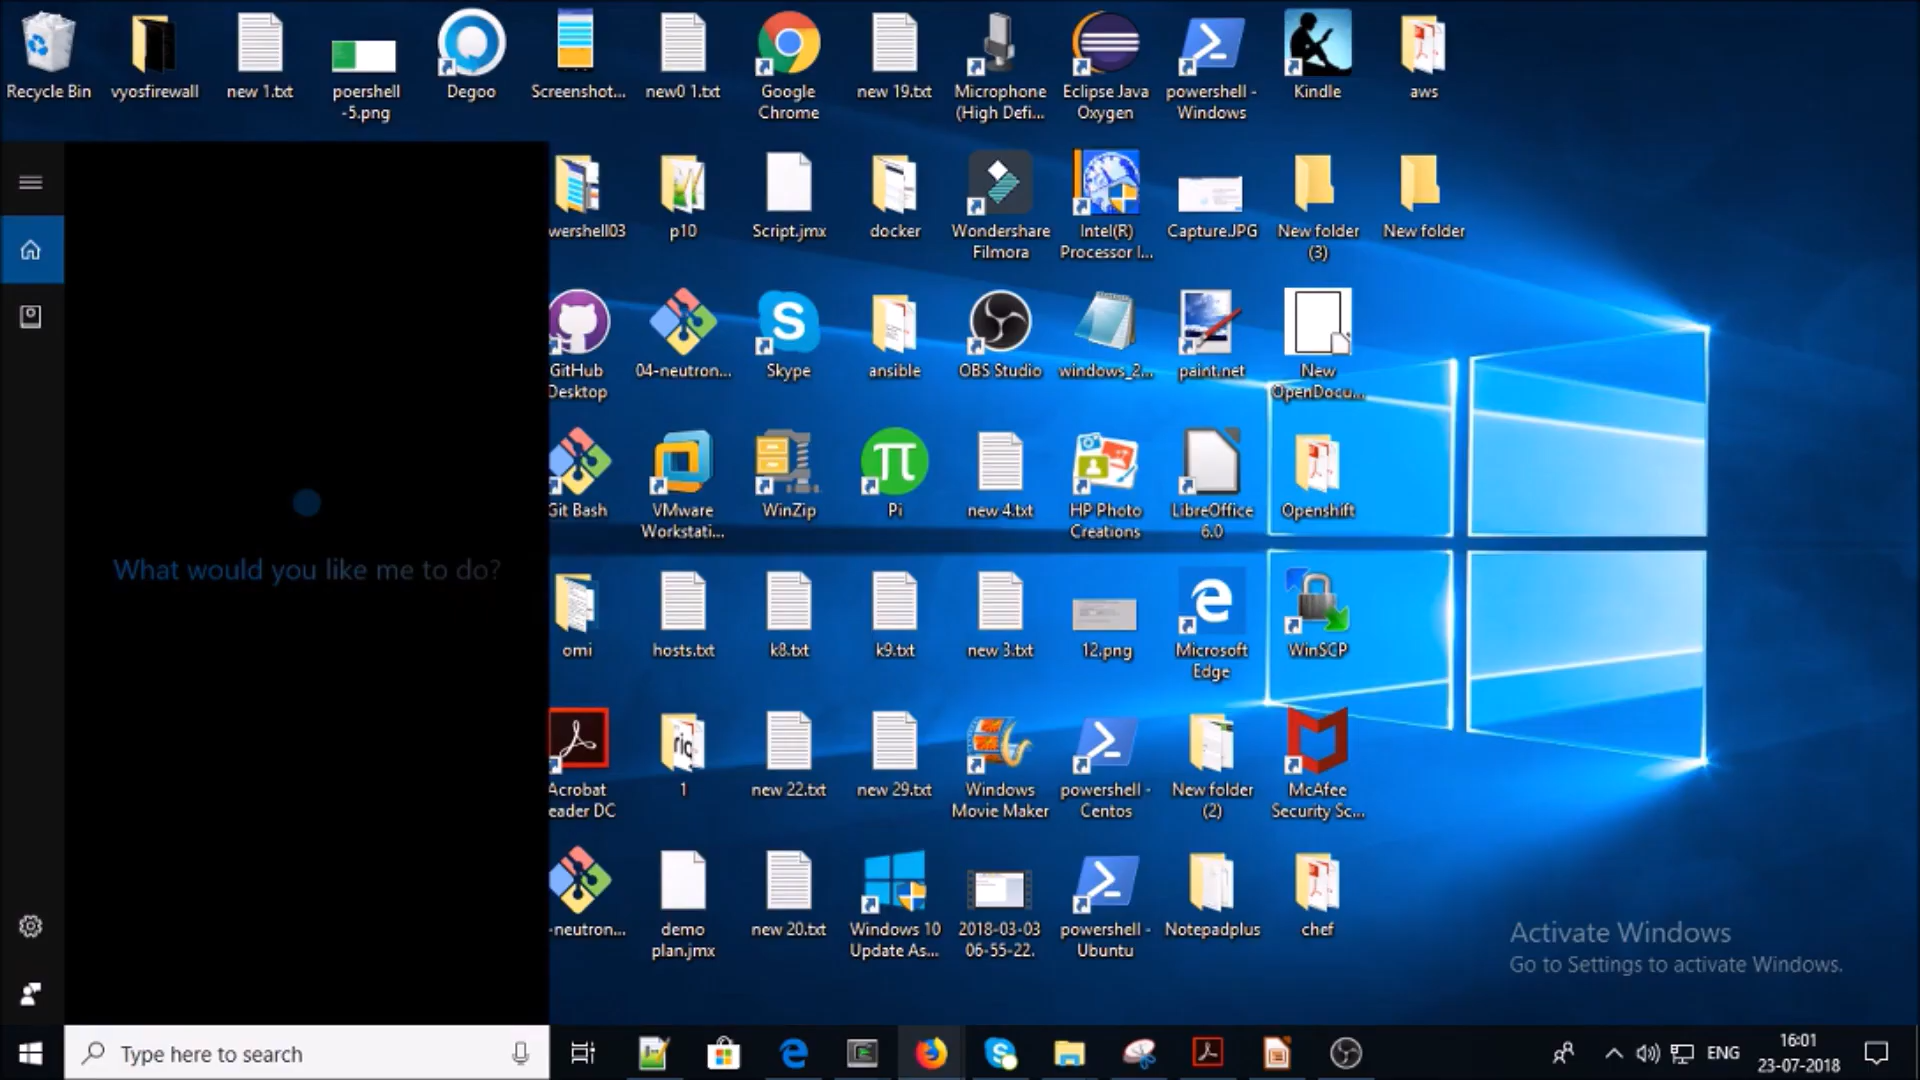 Recycle Bin
vyosfirewall
new 1.txt
poershell
-5.png
Degoo
Screenshot...
new0 1.txt
Google
Chrome
new 19.txt
Microphone
(High Defi...
Eclipse Java
Oxygen
powershell -
Windows
Kindle
aws
wershell03
p10
Script.jmx
docker
Wondershare
Filmora
Intel(R)
Processor I...
Capture.JPG
New folder
(3)
New folder
GitHub
Desktop
04-neutron...
Skype
ansible
OBS Studio
windows_2...
paint.net
New
OpenDocu...
What would you like me to do?
Git Bash
VMware
Workstati...
WinZip
Pi
new 4.txt
HP Photo
Creations
LibreOffice
6.0
Openshift
omi
hosts.txt
k8.txt
k9.txt
new 3.txt
12.png
Microsoft
Edge
WinSCP
Acrobat
eader DC
1
new 22.txt
new 29.txt
Windows
Movie Maker
powershell -
Centos
New folder
(2)
McAfee
Security Sc...
-neutron...
demo
plan.jmx
new 20.txt
Windows 10
Update As...
2018-03-03
06-55-22.
powershell -
Ubuntu
Notepadplus
chef
Activate Windows
Go to Settings to activate Windows.
Type here to search
ENG
16:01
23-07-2018